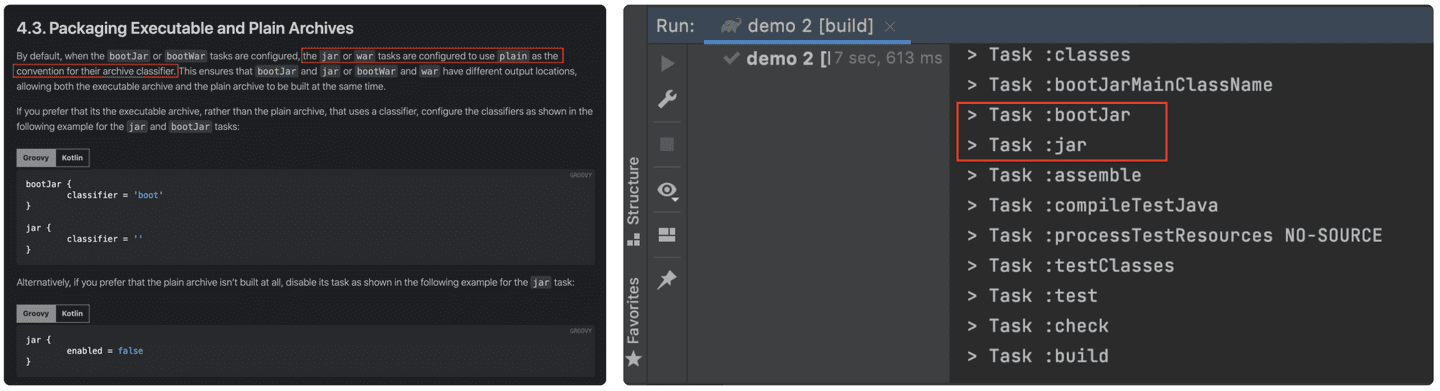 4.3. Packaging Executable and Plain Archives
By default, when the bootJar or bootWar tasks are configured, the jar or war tasks are configured to use plain as the
convention for their archive classifier. This ensures that bootJar and jar or bootWar and war have different output locations,
allowing both the executable archive and the plain archive to be built at the same time.
If you prefer that its the executable archive, rather than the plain archive, that uses a classifier, configure the classifiers as shown in the
following example for the jar and bootJar tasks:
Groovy Kotlin
GROOVY
bootJar {
classifier = 'boot'
}
jar {
classifier = ''
}
Alternatively, if you prefer that the plain archive isn't built at all, disable its task as shown in the following example for the jar task:
Groovy Kotlin
GROOVY
jar {
enabled = false
}
Run: demo 2 [build] ×
demo 2 [ 7 sec, 613 ms
Structure
Favorites
> Task :classes
> Task :bootJarMainClassName
> Task :bootJar
> Task :jar
> Task :assemble
> Task :compileTestJava
> Task :processTestResources NO-SOURCE
> Task :testClasses
> Task :test
> Task :check
> Task :build